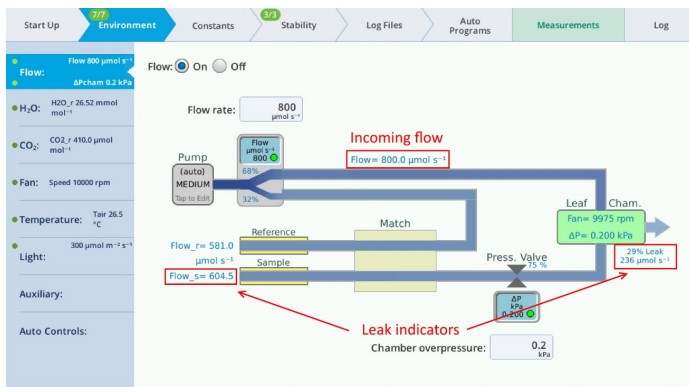 Start Up
7/7
Environment
Constants
3/3
Stability
Log Files
Auto
Programs
Measurements
Log
Flow:
Flow 800 µmol s⁻¹
ΔPcham 0.2 kPa
H₂O:
H2O_r 26.52 mmol
mol⁻¹
CO₂:
CO2_r 410.0 µmol
mol⁻¹
Fan:
Speed 10000 rpm
Temperature:
Tair 26.5
°C
Light:
300 µmol m⁻² s⁻¹
Auxiliary:
Auto Controls:
Flow: On Off
Flow rate:
800
µmol s⁻¹
Pump
(auto)
MEDIUM
Tap to Edit
Flow
µmol s⁻¹
800
68%
32%
Incoming flow
Flow= 800.0 µmol s⁻¹
Reference
Flow_r= 581.0
µmol s⁻¹
Sample
Flow_s= 604.5
Match
Press. Valve
75 %
Leaf Cham.
Fan= 9975 rpm
ΔP= 0.200 kPa
29% Leak
236 µmol s⁻¹
ΔP
kPa
0.200
Leak indicators
Chamber overpressure:
0.2
kPa